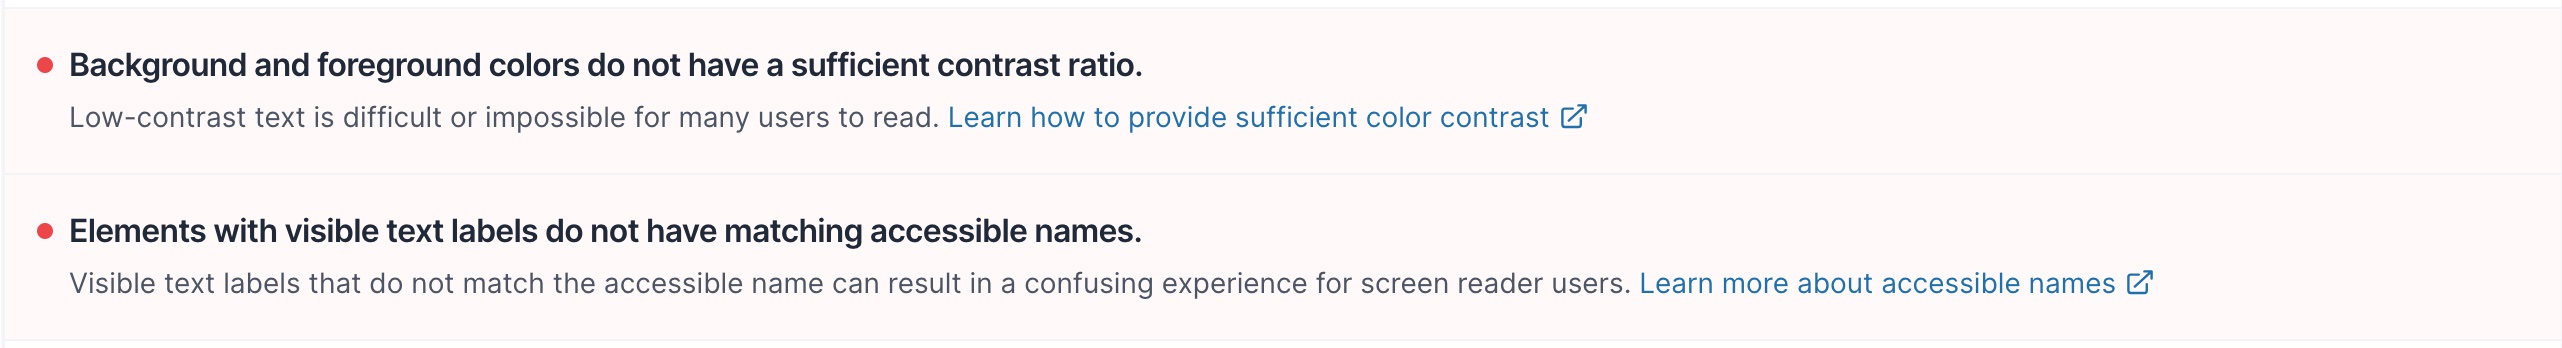 Background and foreground colors do not have a sufficient contrast ratio.
Low-contrast text is difficult or impossible for many users to read. Learn how to provide sufficient color contrast
Elements with visible text labels do not have matching accessible names.
Visible text labels that do not match the accessible name can result in a confusing experience for screen reader users. Learn more about accessible names